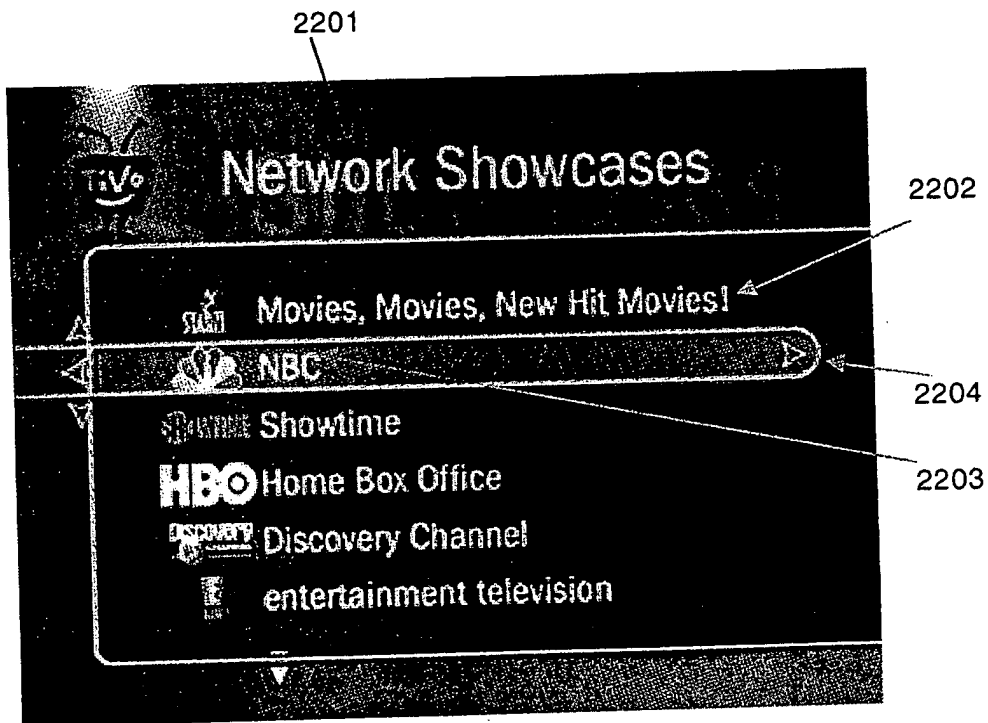 2201
TiVo
Network Showcases
2202
Movies, Movies, New Hit Movies!
NBC
2204
Showtime
2203
HBO Home Box Office
DISCOVERY Discovery Channel
entertainment television